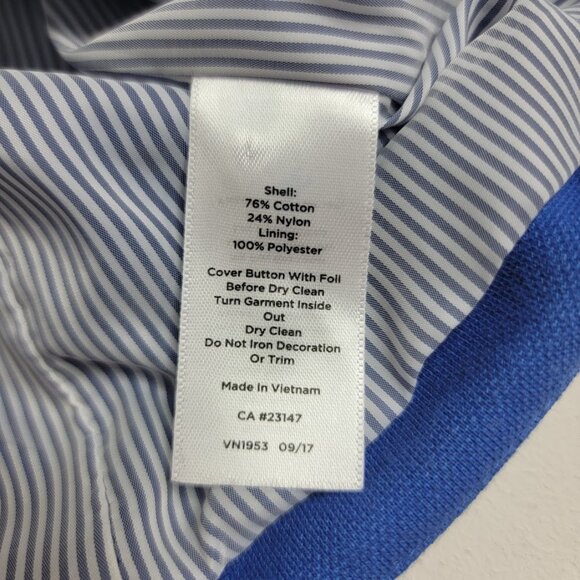 Shell:
76% Cotton
24% Nylon
Lining:
100% Polyester
Cover Button With Foil
Before Dry Clean
Turn Garment Inside
Out
Dry Clean
Do Not Iron Decoration
Or Trim
Made In Vietnam
CA #23147
VN1953 09/17